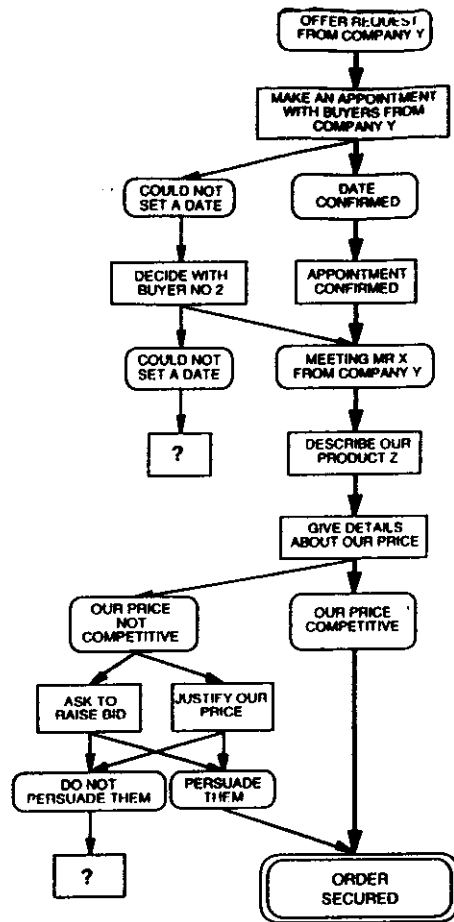 OFFER REQUEST
FROM COMPANY Y
MAKE AN APPOINTMENT
WITH BUYERS FROM
COMPANY Y
COULD NOT
SET A DATE
DATE
CONFIRMED
DECIDE WITH
BUYER NO 2
APPOINTMENT
CONFIRMED
COULD NOT
SET A DATE
MEETING MR X
FROM COMPANY Y
?
DESCRIBE OUR
PRODUCT Z
GIVE DETAILS
ABOUT OUR PRICE
OUR PRICE
NOT
COMPETITIVE
OUR PRICE
COMPETITIVE
ASK TO
RAISE BID
JUSTIFY OUR
PRICE
DO NOT
PERSUADE THEM
PERSUADE
THEM
?
ORDER
SECURED